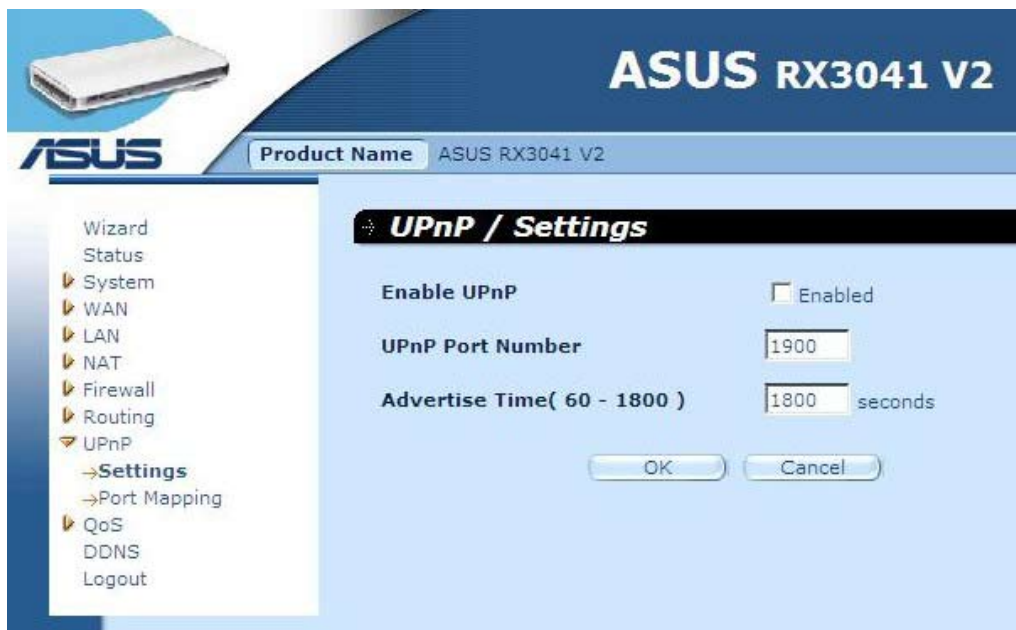 ASUS RX3041 V2
ASUS
Product Name ASUS RX3041 V2
Wizard
Status
System
WAN
LAN
NAT
Firewall
Routing
UPnP
→Settings
→Port Mapping
QoS
DDNS
Logout
UPnP / Settings
Enable UPnP Enabled
UPnP Port Number 1900
Advertise Time( 60 - 1800 ) 1800 seconds
OK Cancel